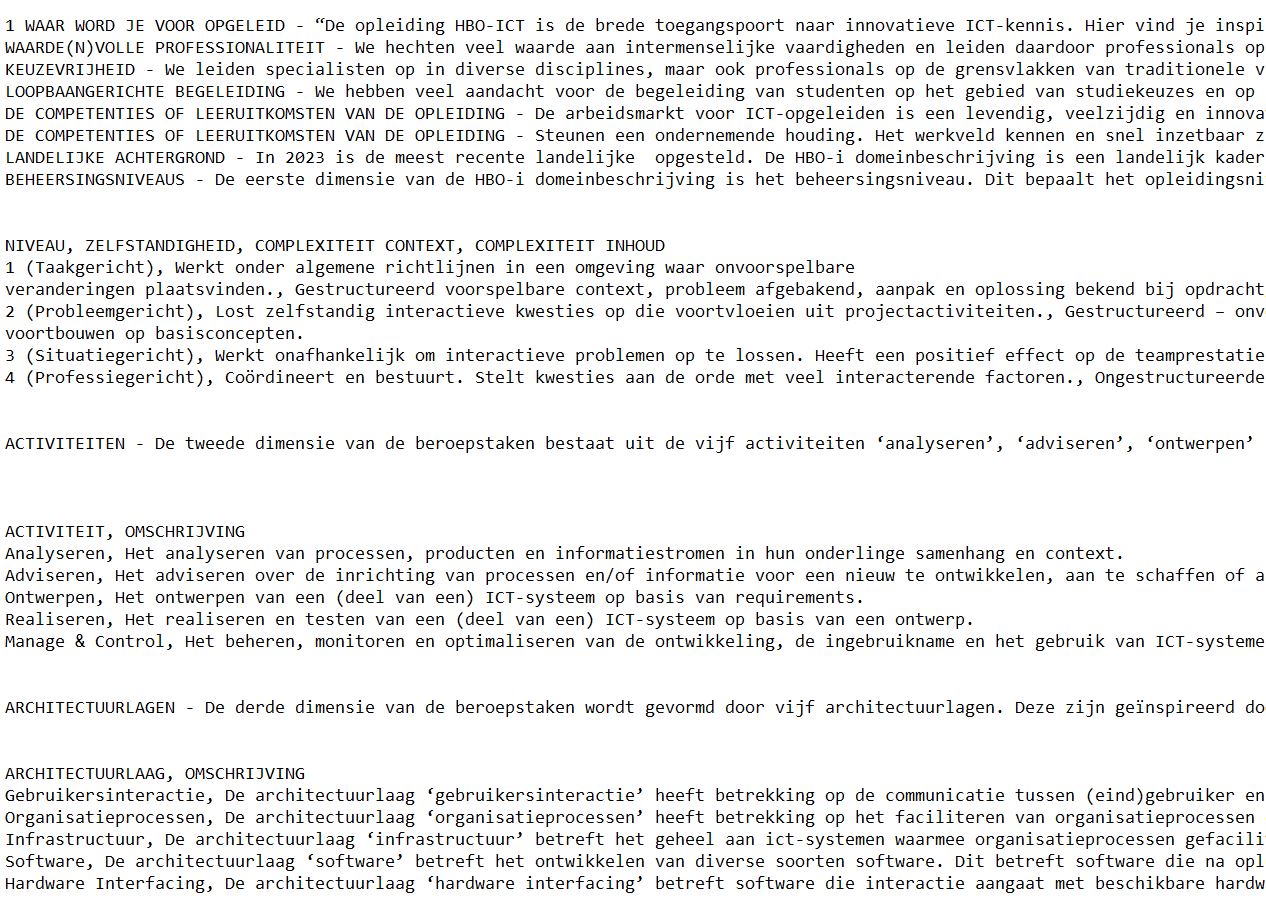 1 WAAR WORD JE VOOR OPGELEID - “De opleiding HBO-ICT is de brede toegangspoort naar innovatieve ICT-kennis. Hier vind je inspi
WAARDE(N)VOLLE PROFESSIONALITEIT - We hechten veel waarde aan intermenselijke vaardigheden en leiden daardoor professionals op
KEUZEVRIJHEID - We leiden specialisten op in diverse disciplines, maar ook professionals op de grensvlakken van traditionele v
LOOPBAANGERICHTE BEGELEIDING - We hebben veel aandacht voor de begeleiding van studenten op het gebied van studiekeuzes en op
DE COMPETENTIES OF LEERUITKOMSTEN VAN DE OPLEIDING - De arbeidsmarkt voor ICT-opgeleiden is een levendig, veelzijdig en innova
DE COMPETENTIES OF LEERUITKOMSTEN VAN DE OPLEIDING - Steunen een ondernemende houding. Het werkveld kennen en snel inzetbaar z
LANDELIJKE ACHTERGROND - In 2023 is de meest recente landelijke  opgesteld. De HBO-i domeinbeschrijving is een landelijk kader
BEHEERSINGSNIVEAUS - De eerste dimensie van de HBO-i domeinbeschrijving is het beheersingsniveau. Dit bepaalt het opleidingsni
NIVEAU, ZELFSTANDIGHEID, COMPLEXITEIT CONTEXT, COMPLEXITEIT INHOUD
1 (Taakgericht), Werkt onder algemene richtlijnen in een omgeving waar onvoorspelbare
veranderingen plaatsvinden., Gestructureerd voorspelbare context, probleem afgebakend, aanpak en oplossing bekend bij opdracht
2 (Probleemgericht), Lost zelfstandig interactieve kwesties op die voortvloeien uit projectactiviteiten., Gestructureerd – onv
voortbouwen op basisconcepten.
3 (Situatiegericht), Werkt onafhankelijk om interactieve problemen op te lossen. Heeft een positief effect op de teamprestatie
4 (Professiegericht), Coördineert en bestuurt. Stelt kwesties aan de orde met veel interacterende factoren., Ongestructureerde
ACTIVITEITEN - De tweede dimensie van de beroepstaken bestaat uit de vijf activiteiten ‘analyseren’, ‘adviseren’, ‘ontwerpen’
ACTIVITEIT, OMSCHRIJVING
Analyseren, Het analyseren van processen, producten en informatiestromen in hun onderlinge samenhang en context.
Adviseren, Het adviseren over de inrichting van processen en/of informatie voor een nieuw te ontwikkelen, aan te schaffen of a
Ontwerpen, Het ontwerpen van een (deel van een) ICT-systeem op basis van requirements.
Realiseren, Het realiseren en testen van een (deel van een) ICT-systeem op basis van een ontwerp.
Manage & Control, Het beheren, monitoren en optimaliseren van de ontwikkeling, de ingebruikname en het gebruik van ICT-systeme
ARCHITECTUURLAGEN - De derde dimensie van de beroepstaken wordt gevormd door vijf architectuurlagen. Deze zijn geïnspireerd do
ARCHITECTUURLAAG, OMSCHRIJVING
Gebruikersinteractie, De architectuurlaag ‘gebruikersinteractie’ heeft betrekking op de communicatie tussen (eind)gebruiker en
Organisatieprocessen, De architectuurlaag ‘organisatieprocessen’ heeft betrekking op het faciliteren van organisatieprocessen
Infrastructuur, De architectuurlaag ‘infrastructuur’ betreft het geheel aan ict-systemen waarmee organisatieprocessen gefacili
Software, De architectuurlaag ‘software’ betreft het ontwikkelen van diverse soorten software. Dit betreft software die na opl
Hardware Interfacing, De architectuurlaag ‘hardware interfacing’ betreft software die interactie aangaat met beschikbare hardw